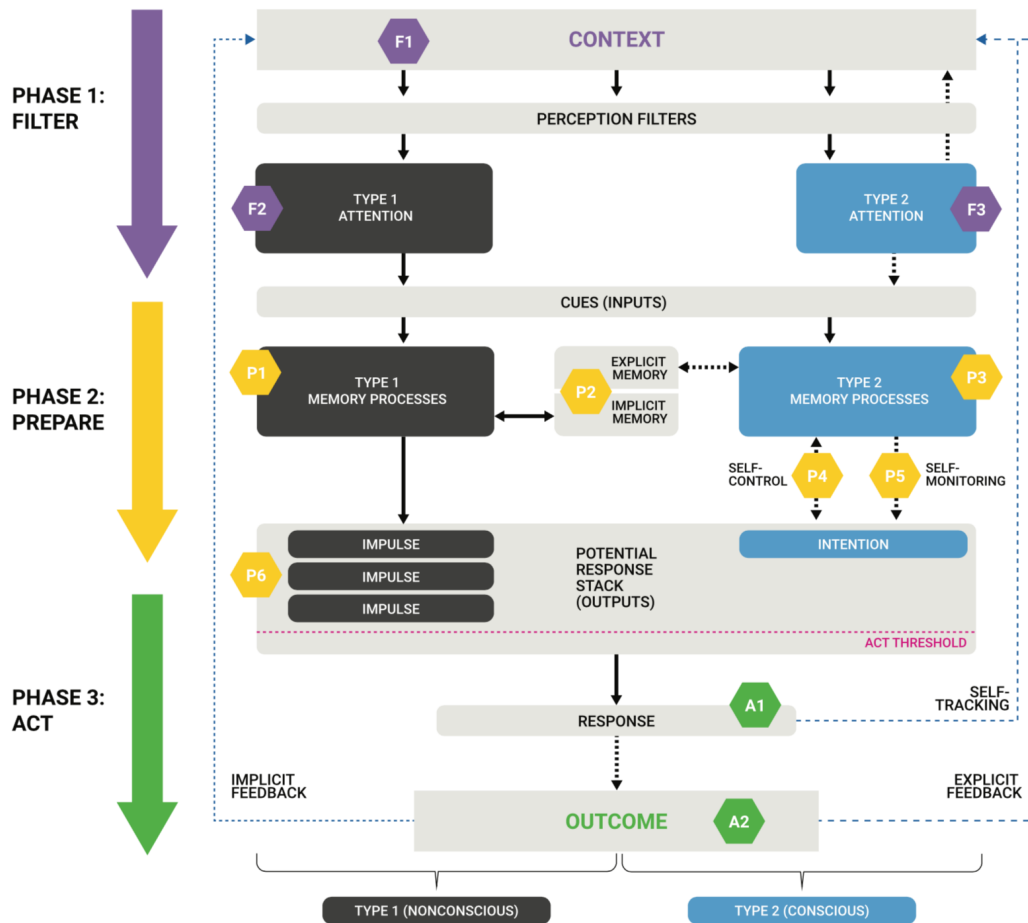 F1
CONTEXT
PHASE 1:
FILTER
PERCEPTION FILTERS
F2
TYPE 1
ATTENTION
TYPE 2
ATTENTION
F3
CUES (INPUTS)
PHASE 2:
PREPARE
P1
TYPE 1
MEMORY PROCESSES
P2
EXPLICIT
MEMORY
IMPLICIT
MEMORY
TYPE 2
MEMORY PROCESSES
P3
SELF-
CONTROL
P4
P5
SELF-
MONITORING
P6
IMPULSE
IMPULSE
IMPULSE
POTENTIAL
RESPONSE
STACK
(OUTPUTS)
INTENTION
ACT THRESHOLD
PHASE 3:
ACT
RESPONSE
A1
SELF-
TRACKING
IMPLICIT
FEEDBACK
OUTCOME
A2
EXPLICIT
FEEDBACK
TYPE 1 (NONCONSCIOUS)
TYPE 2 (CONSCIOUS)